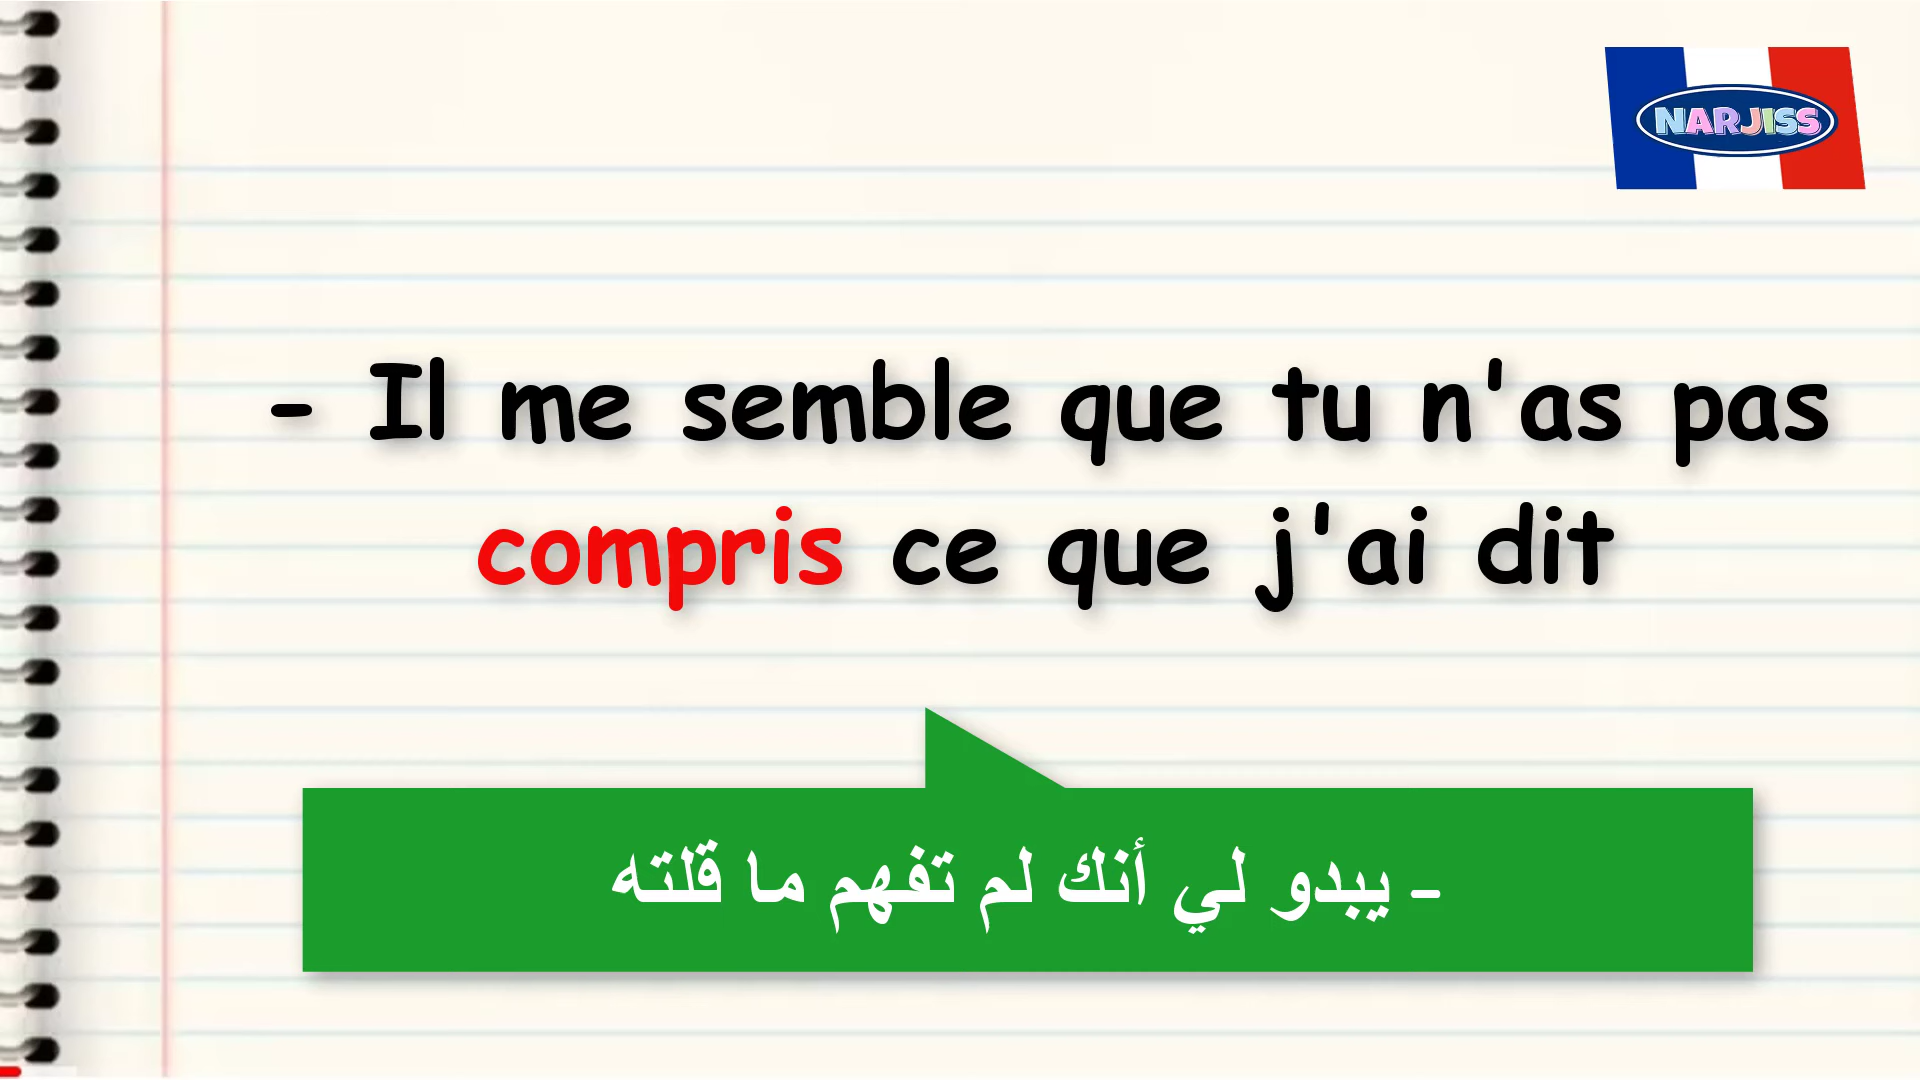 NARJISS
- Il me semble que tu n'as pas
compris ce que j'ai dit
- يبدو لي أنك لم تفهم ما قلته